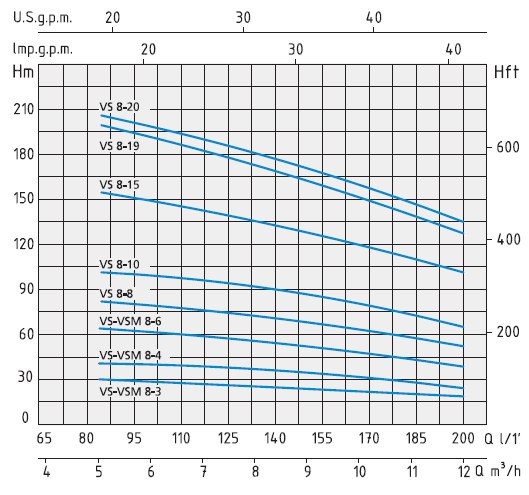 U.S.g.p.m. 20 30 40
Imp.g.p.m. 20 30 40
Hm Hft
VS 8-20
210
VS 8-19
600
180
VS 8-15
150
400
120
VS 8-10
90
VS 8-8
VS-VSM 8-6
60
200
VS-VSM 8-4
30
VS-VSM 8-3
0
65 80 95 110 125 140 155 170 185 200 Q l/1'
4 5 6 7 8 9 10 11 12 Q m³/h